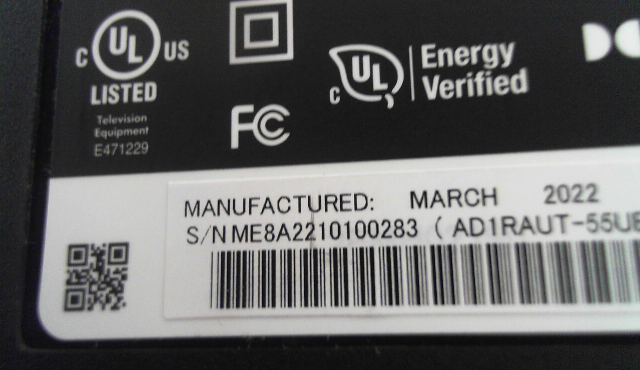 C UL US
LISTED
Television
Equipment
E471229
FC
C UL
Energy
Verified
MANUFACTURED: MARCH 2022
S/N ME8A2210100283 ( AD1RAUT-55U